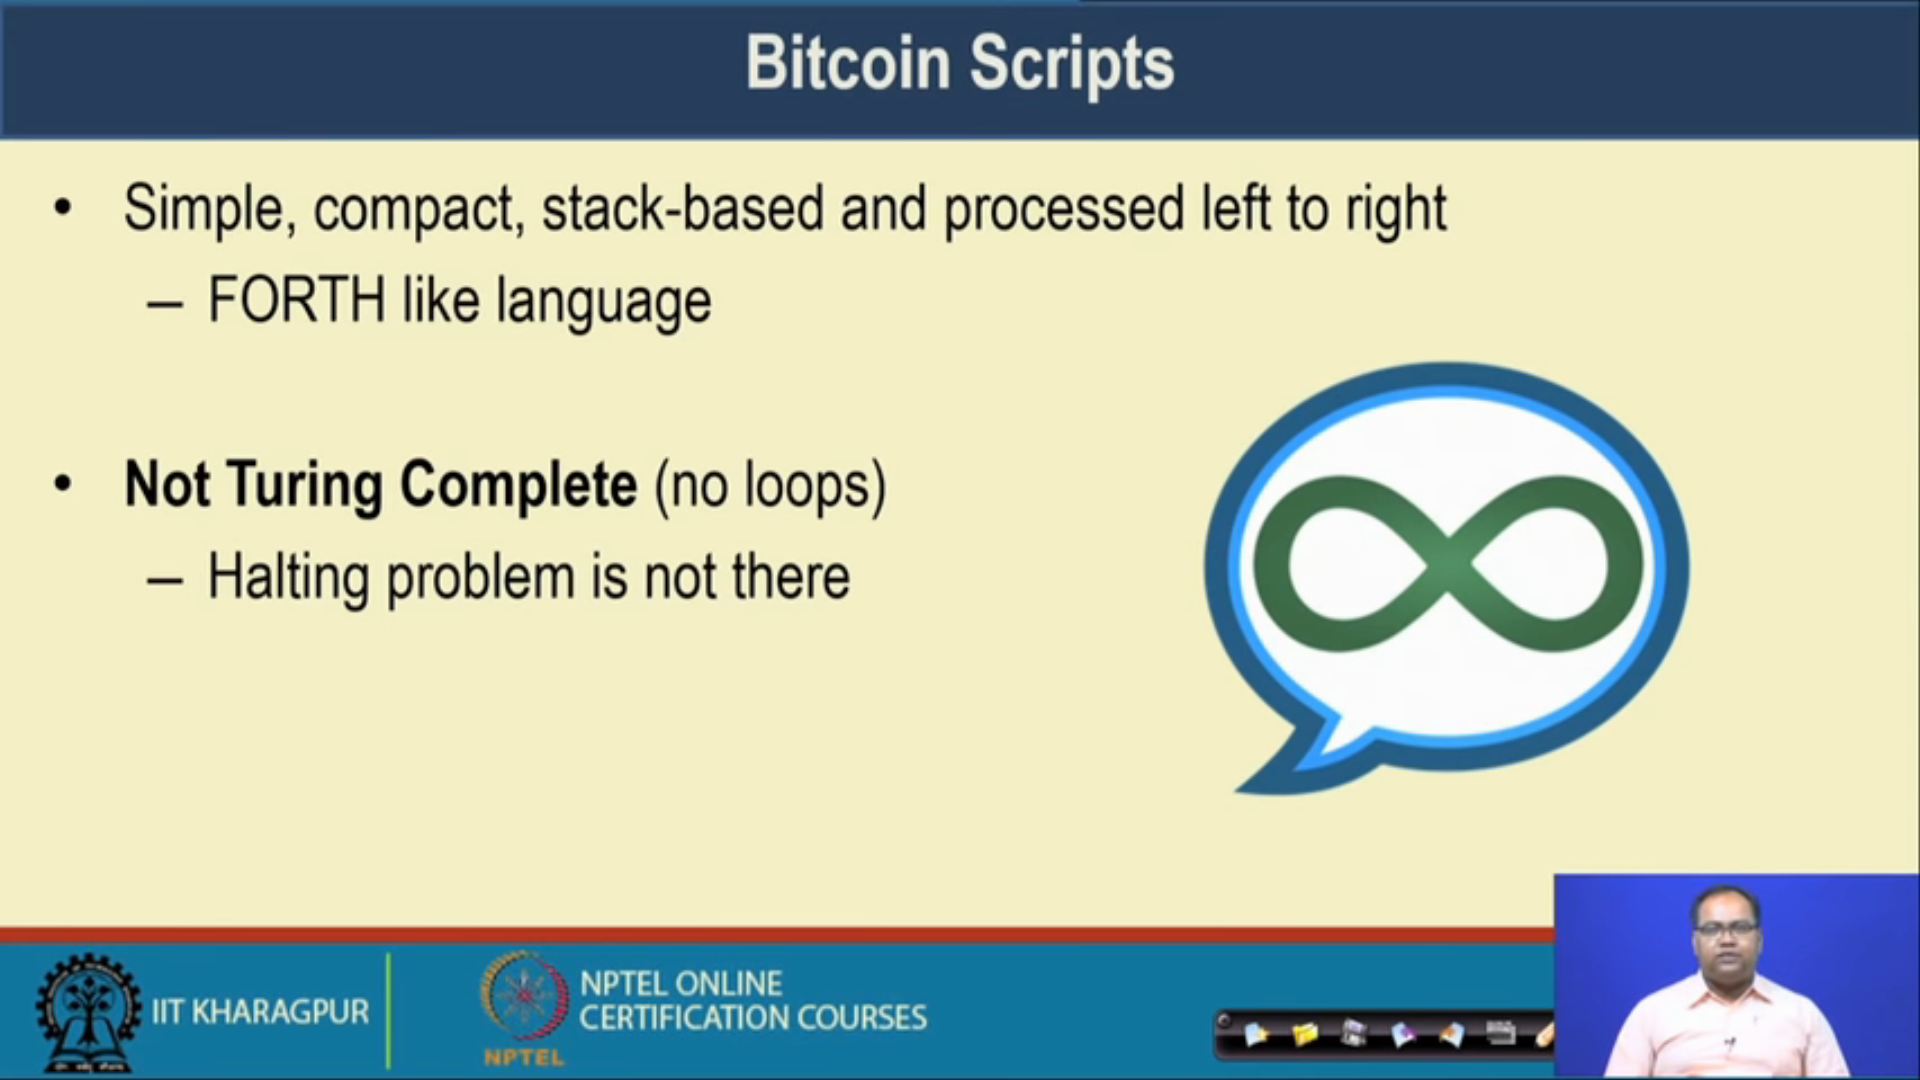 Bitcoin Scripts
• Simple, compact, stack-based and processed left to right
– FORTH like language
• Not Turing Complete (no loops)
– Halting problem is not there
IIT KHARAGPUR
NPTEL
NPTEL ONLINE
CERTIFICATION COURSES